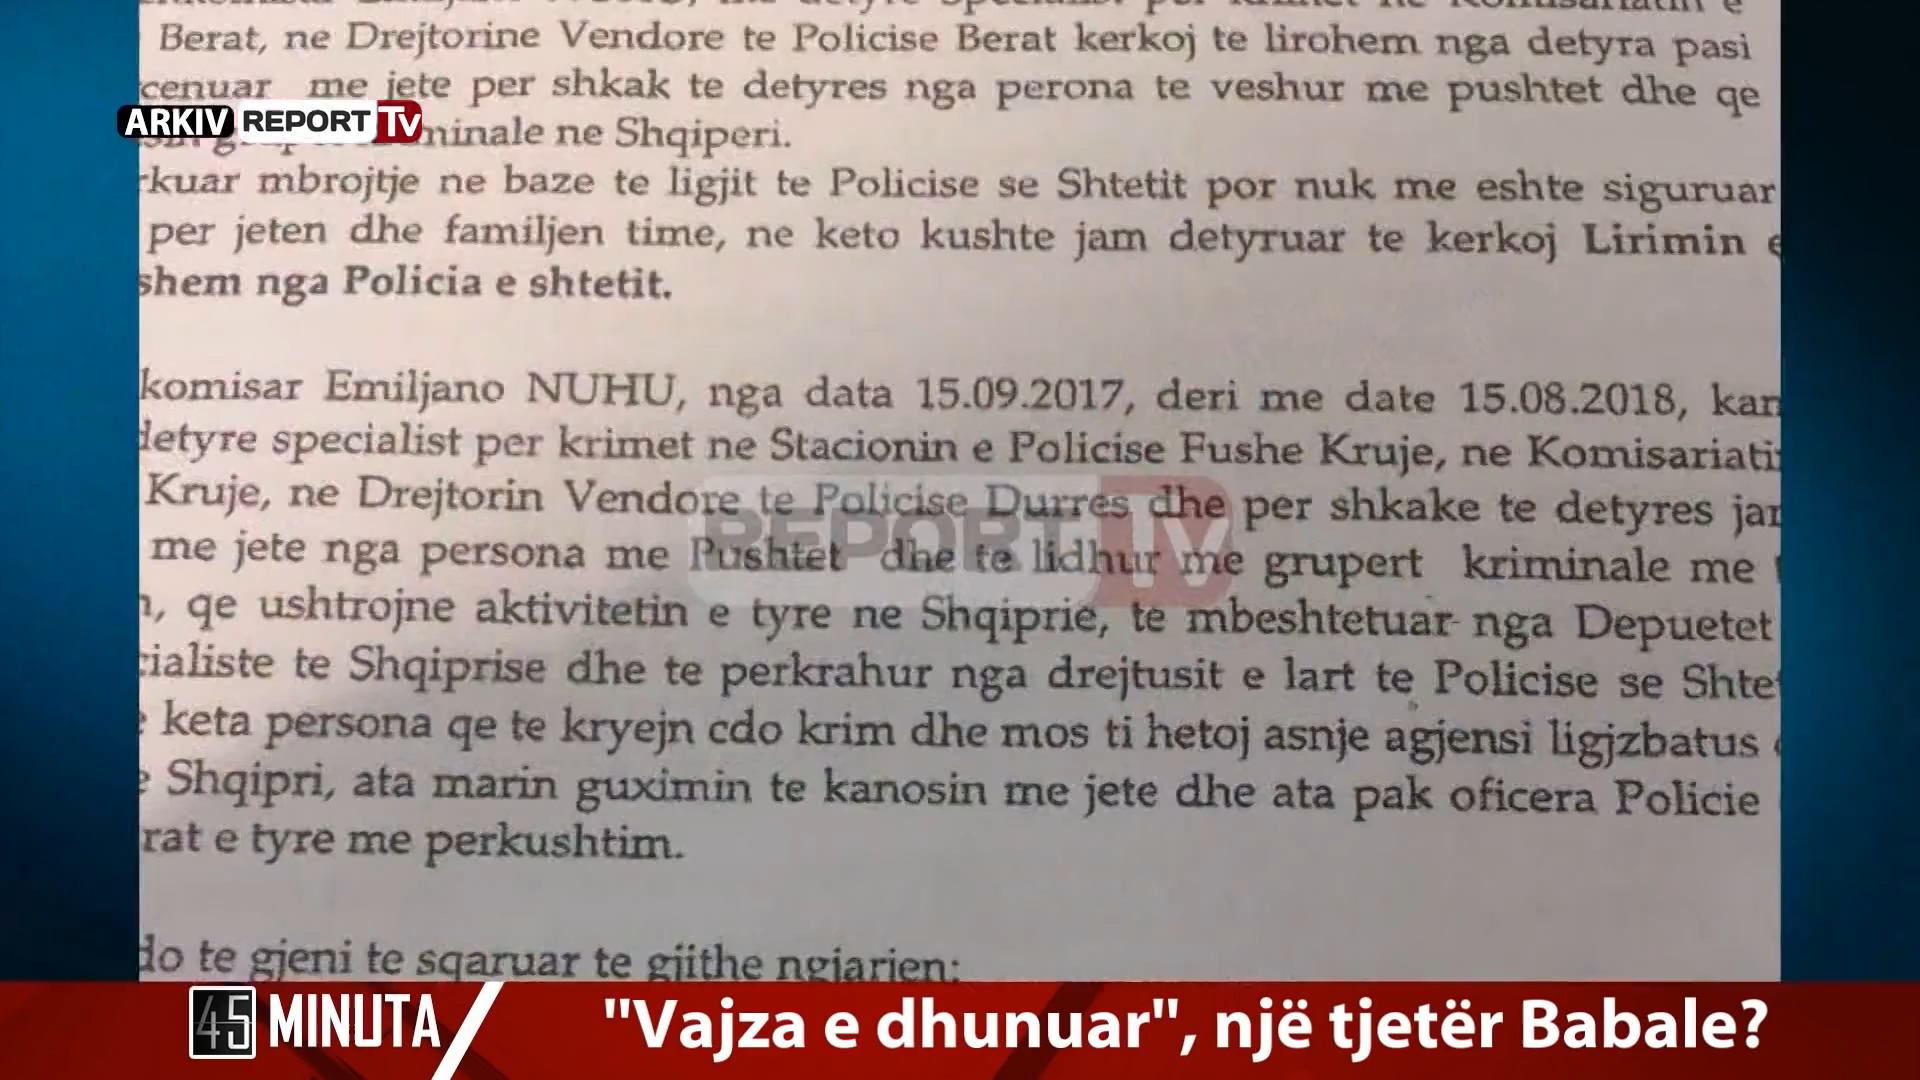 Berat, ne Drejtorine Vendore te Policise Berat kerkoj te lirohem nga detyra pasi
cenuar me jete per shkak te detyres nga perona te veshur me pushtet dhe qe
ARKIV REPORT TV
minale ne Shqiperi.
rkuar mbrojtje ne baze te ligjit te Policise se Shtetit por nuk me eshte siguruar
per jeten dhe familjen time, ne keto kushte jam detyruar te kerkoj Lirimin e
shem nga Policia e shtetit.
komisar Emiljano NUHU, nga data 15.09.2017, deri me date 15.08.2018, kan
detyre specialist per krimet ne Stacionin e Policise Fushe Kruje, ne Komisariati
Kruje, ne Drejtorin Vendore te Policise Durres dhe per shkake te detyres jam
REPORT TV
me jete nga persona me Pushtet dhe te lidhur me grupert kriminale me
, qe ushtrojne aktivitetin e tyre ne Shqiprie, te mbeshtetuar nga Depuetet
cialiste te Shqiprise dhe te perkrahur nga drejtusit e lart te Policise se Shtet
keta persona qe te kryejn cdo krim dhe mos ti hetoj asnje agjensi ligjzbatus
e Shqipri, ata marin guximin te kanosin me jete dhe ata pak oficera Policie
rat e tyre me perkushtim.
do te gjeni te sqaruar te gjithe ngjarjen:
45 MINUTA
"Vajza e dhunuar", një tjetër Babale?